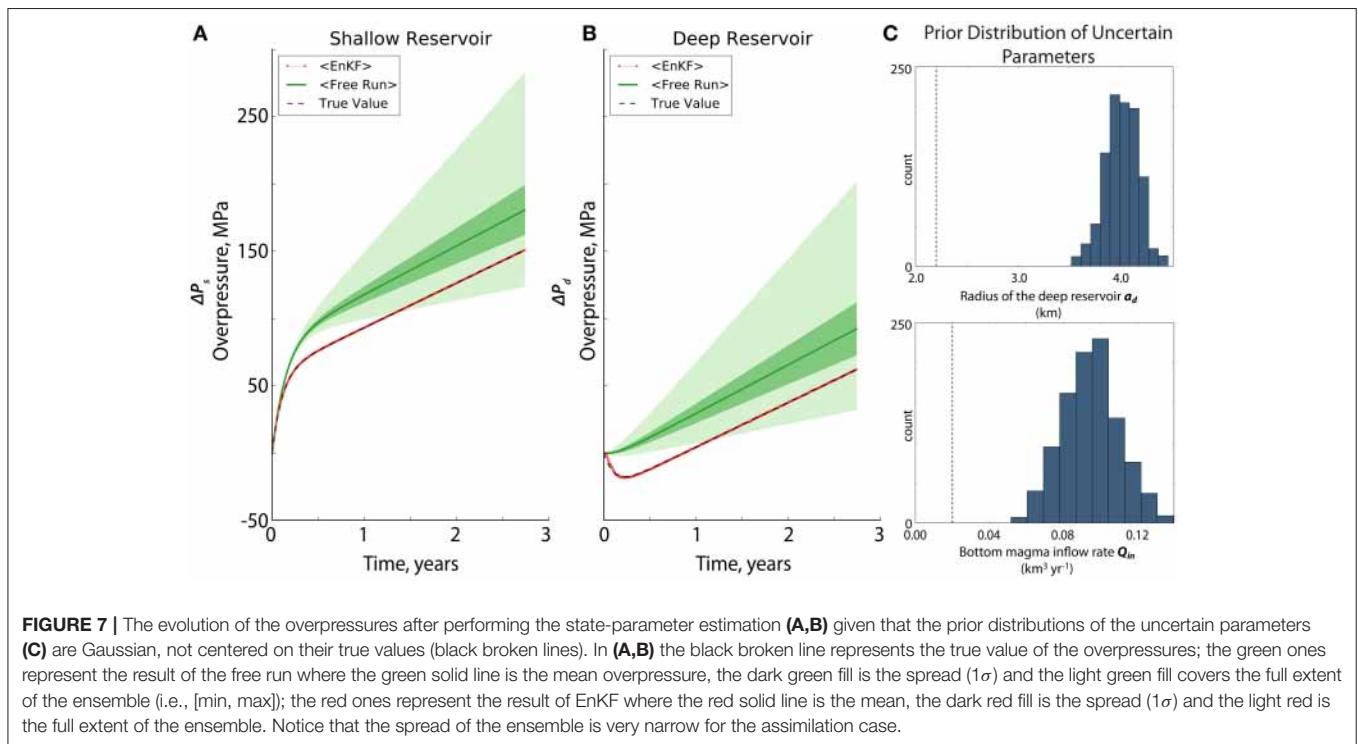 A
Shallow Reservoir
<EnKF>
<Free Run>
True Value
250
150
50
-50
ΔPs
Overpressure, MPa
0
1
2
3
Time, years
B
Deep Reservoir
<EnKF>
<Free Run>
True Value
ΔPd
Overpressure, MPa
0
1
2
3
Time, years
C
Prior Distribution of Uncertain
Parameters
250
count
0
2.0
3.0
4.0
Radius of the deep reservoir ad
(km)
250
count
0
0.00
0.04
0.08
0.12
Bottom magma inflow rate Qin
(km³ yr⁻¹)
FIGURE 7 | The evolution of the overpressures after performing the state-parameter estimation (A,B) given that the prior distributions of the uncertain parameters
(C) are Gaussian, not centered on their true values (black broken lines). In (A,B) the black broken line represents the true value of the overpressures; the green ones
represent the result of the free run where the green solid line is the mean overpressure, the dark green fill is the spread (1σ) and the light green fill covers the full extent
of the ensemble (i.e., [min, max]); the red ones represent the result of EnKF where the red solid line is the mean, the dark red fill is the spread (1σ) and the light red is
the full extent of the ensemble. Notice that the spread of the ensemble is very narrow for the assimilation case.